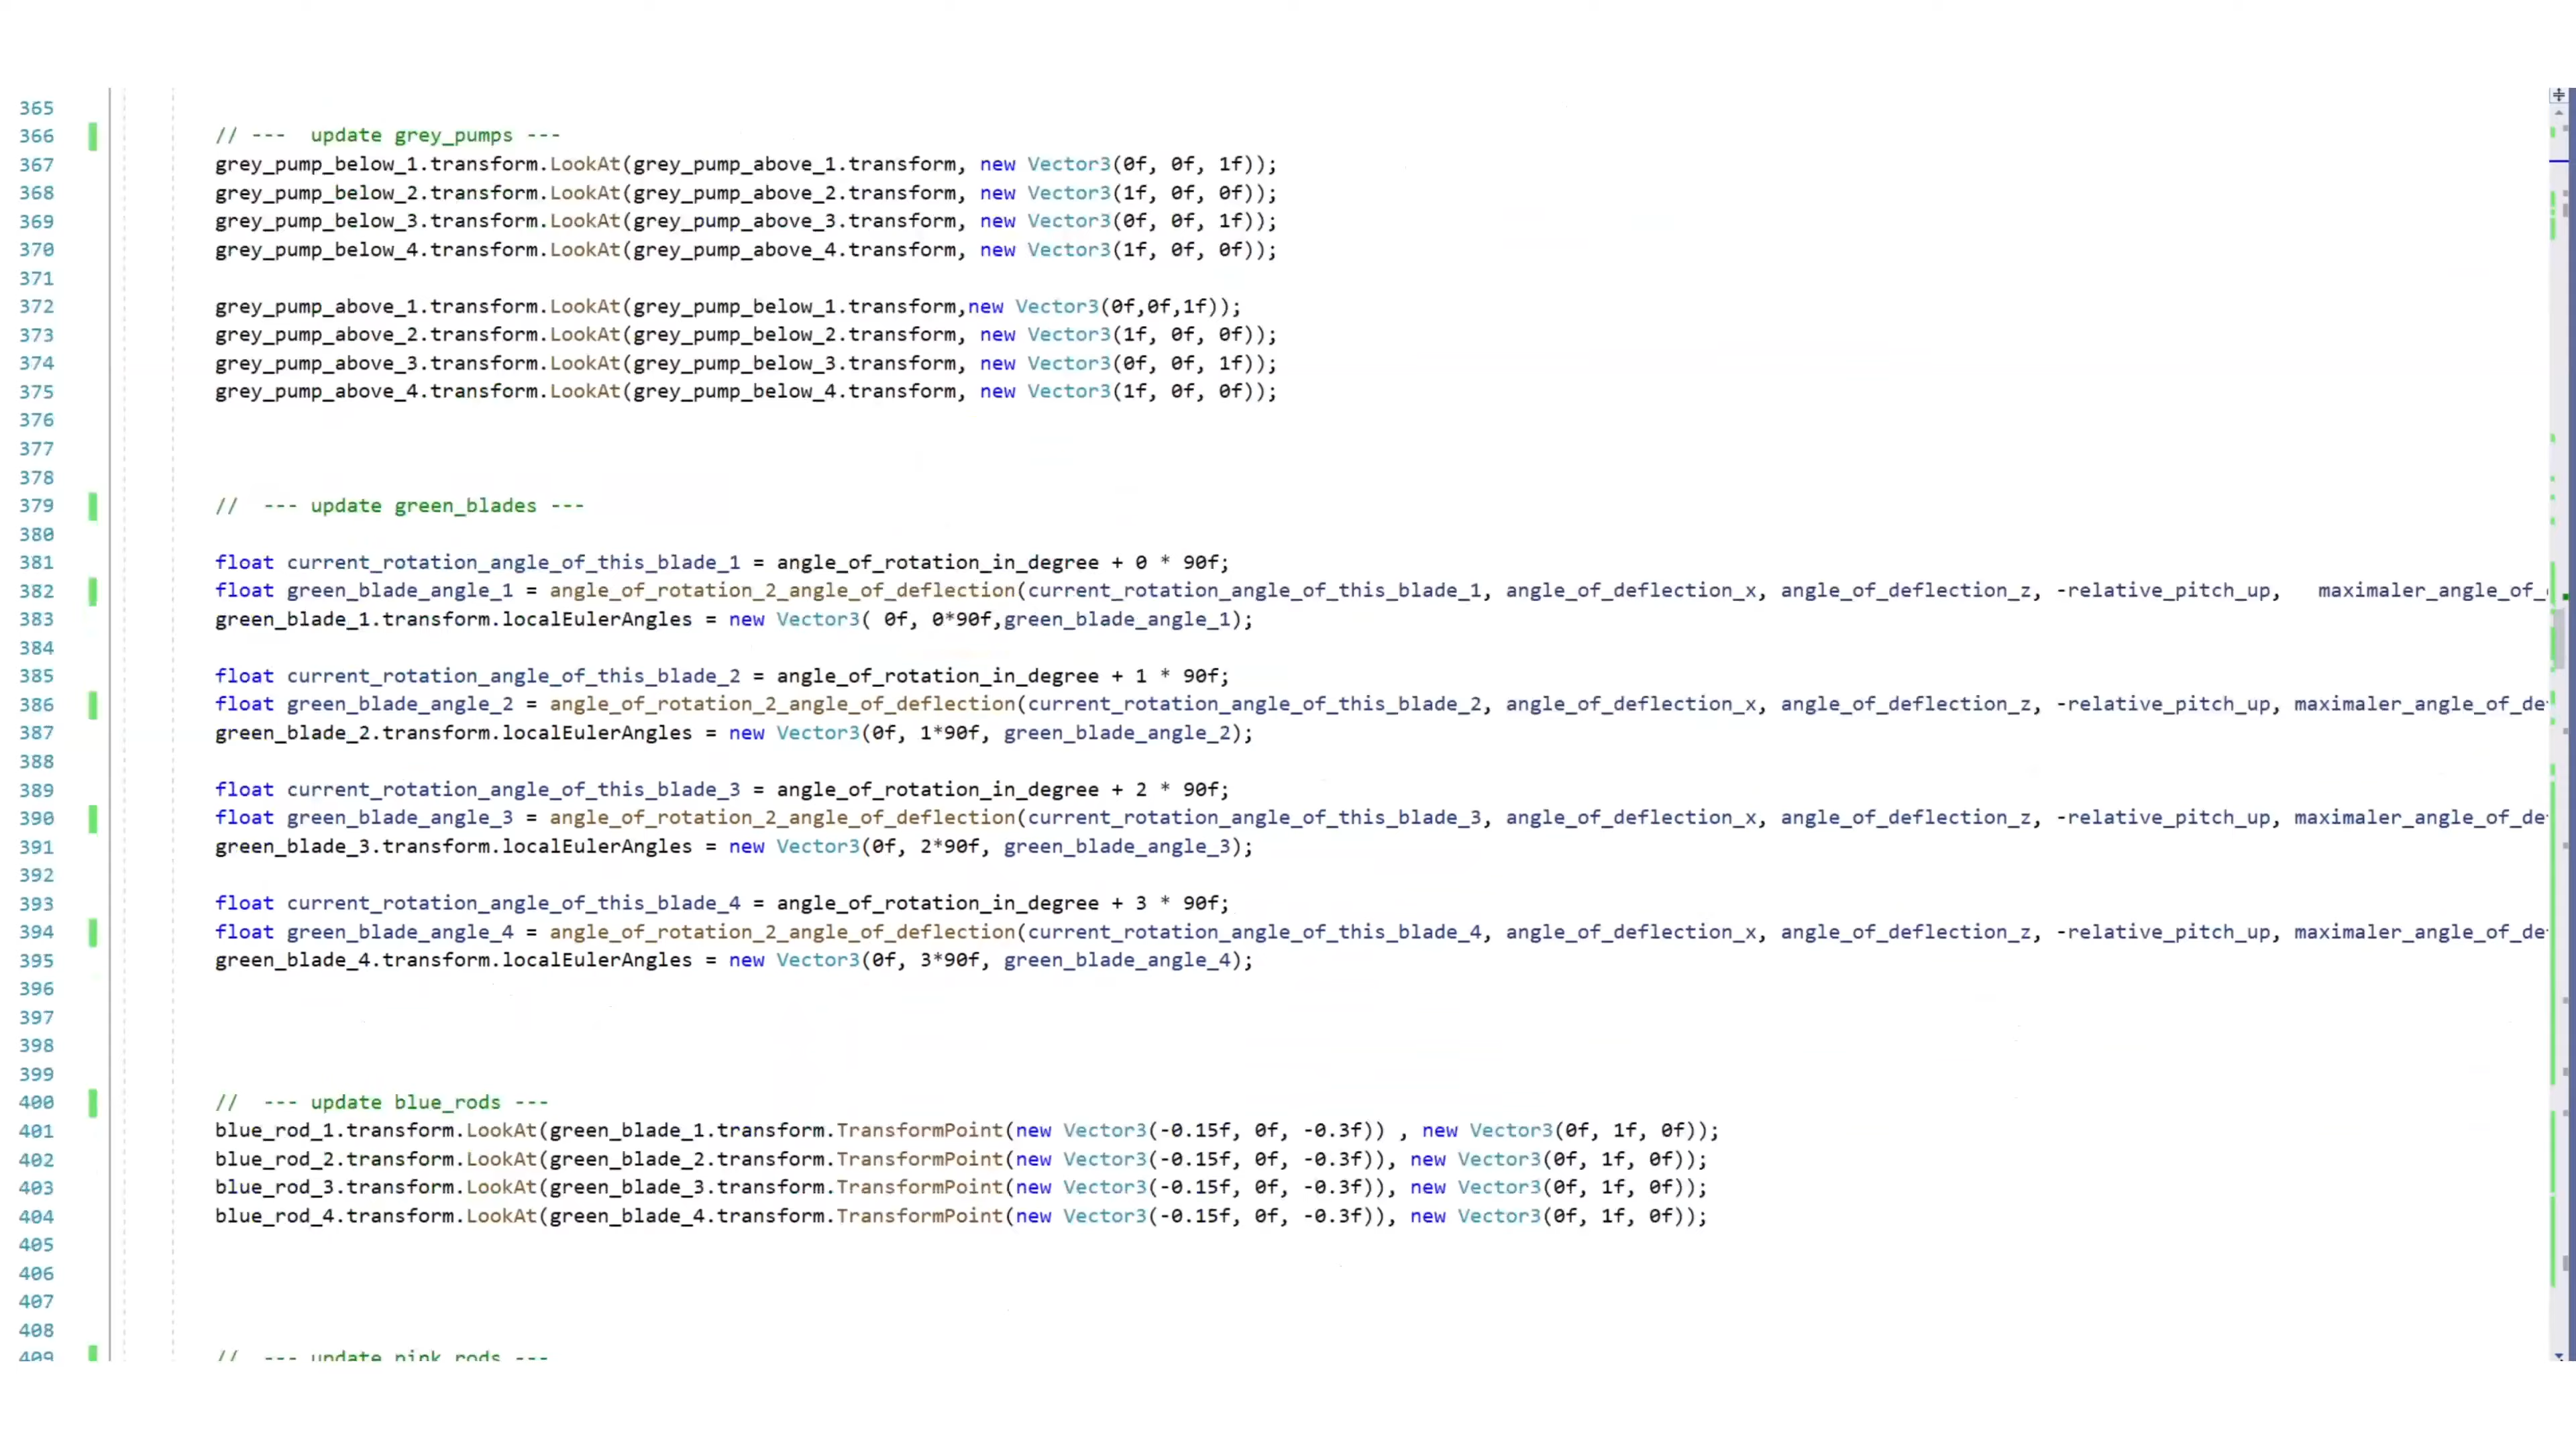 365
366 // ---  update grey_pumps ---
367 grey_pump_below_1.transform.LookAt(grey_pump_above_1.transform, new Vector3(0f, 0f, 1f));
368 grey_pump_below_2.transform.LookAt(grey_pump_above_2.transform, new Vector3(1f, 0f, 0f));
369 grey_pump_below_3.transform.LookAt(grey_pump_above_3.transform, new Vector3(0f, 0f, 1f));
370 grey_pump_below_4.transform.LookAt(grey_pump_above_4.transform, new Vector3(1f, 0f, 0f));
371
372 grey_pump_above_1.transform.LookAt(grey_pump_below_1.transform,new Vector3(0f,0f,1f));
373 grey_pump_above_2.transform.LookAt(grey_pump_below_2.transform, new Vector3(1f, 0f, 0f));
374 grey_pump_above_3.transform.LookAt(grey_pump_below_3.transform, new Vector3(0f, 0f, 1f));
375 grey_pump_above_4.transform.LookAt(grey_pump_below_4.transform, new Vector3(1f, 0f, 0f));
376
377
378
379 //  --- update green_blades ---
380
381 float current_rotation_angle_of_this_blade_1 = angle_of_rotation_in_degree + 0 * 90f;
382 float green_blade_angle_1 = angle_of_rotation_2_angle_of_deflection(current_rotation_angle_of_this_blade_1, angle_of_deflection_x, angle_of_deflection_z, -relative_pitch_up,   maximaler_angle_of_
383 green_blade_1.transform.localEulerAngles = new Vector3( 0f, 0*90f,green_blade_angle_1);
384
385 float current_rotation_angle_of_this_blade_2 = angle_of_rotation_in_degree + 1 * 90f;
386 float green_blade_angle_2 = angle_of_rotation_2_angle_of_deflection(current_rotation_angle_of_this_blade_2, angle_of_deflection_x, angle_of_deflection_z, -relative_pitch_up, maximaler_angle_of_de
387 green_blade_2.transform.localEulerAngles = new Vector3(0f, 1*90f, green_blade_angle_2);
388
389 float current_rotation_angle_of_this_blade_3 = angle_of_rotation_in_degree + 2 * 90f;
390 float green_blade_angle_3 = angle_of_rotation_2_angle_of_deflection(current_rotation_angle_of_this_blade_3, angle_of_deflection_x, angle_of_deflection_z, -relative_pitch_up, maximaler_angle_of_de
391 green_blade_3.transform.localEulerAngles = new Vector3(0f, 2*90f, green_blade_angle_3);
392
393 float current_rotation_angle_of_this_blade_4 = angle_of_rotation_in_degree + 3 * 90f;
394 float green_blade_angle_4 = angle_of_rotation_2_angle_of_deflection(current_rotation_angle_of_this_blade_4, angle_of_deflection_x, angle_of_deflection_z, -relative_pitch_up, maximaler_angle_of_de
395 green_blade_4.transform.localEulerAngles = new Vector3(0f, 3*90f, green_blade_angle_4);
396
397
398
399
400 //  --- update blue_rods ---
401 blue_rod_1.transform.LookAt(green_blade_1.transform.TransformPoint(new Vector3(-0.15f, 0f, -0.3f)) , new Vector3(0f, 1f, 0f));
402 blue_rod_2.transform.LookAt(green_blade_2.transform.TransformPoint(new Vector3(-0.15f, 0f, -0.3f)), new Vector3(0f, 1f, 0f));
403 blue_rod_3.transform.LookAt(green_blade_3.transform.TransformPoint(new Vector3(-0.15f, 0f, -0.3f)), new Vector3(0f, 1f, 0f));
404 blue_rod_4.transform.LookAt(green_blade_4.transform.TransformPoint(new Vector3(-0.15f, 0f, -0.3f)), new Vector3(0f, 1f, 0f));
405
406
407
408
409 //  --- update pink_rods ---